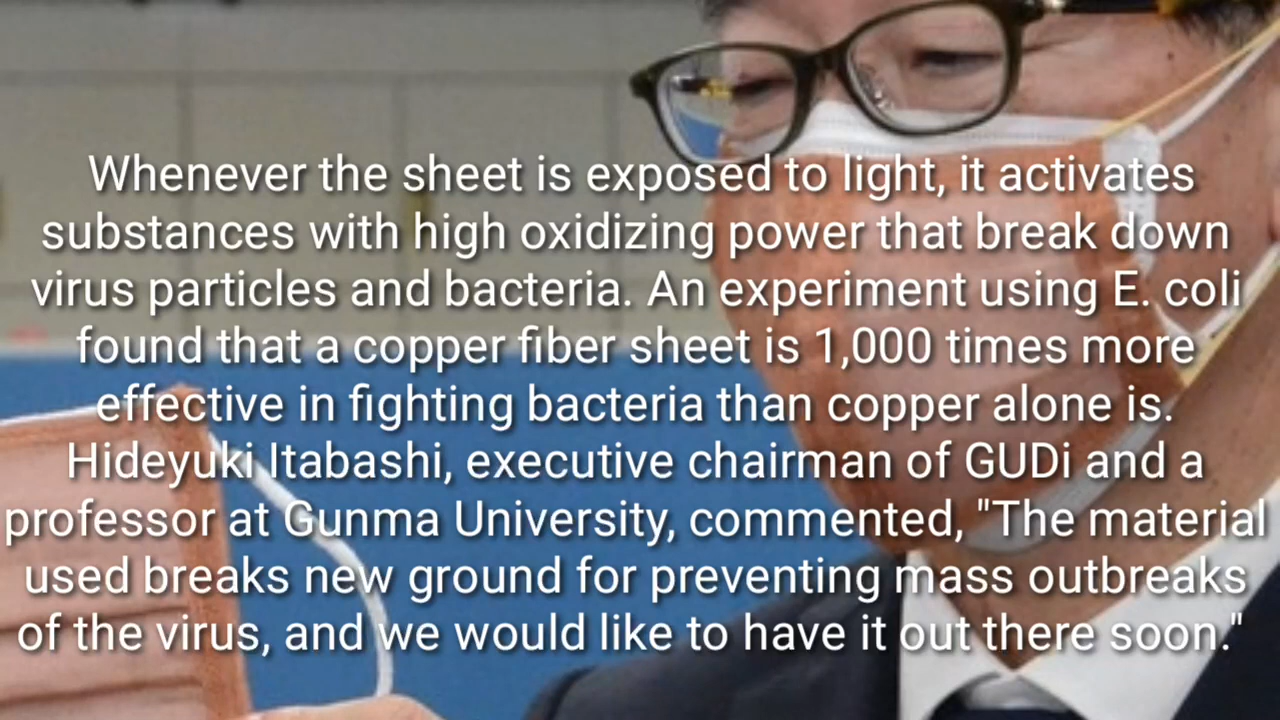 Whenever the sheet is exposed to light, it activates
substances with high oxidizing power that break down
virus particles and bacteria. An experiment using E. coli
found that a copper fiber sheet is 1,000 times more
effective in fighting bacteria than copper alone is.
Hideyuki Itabashi, executive chairman of GUDi and a
professor at Gunma University, commented, "The material
used breaks new ground for preventing mass outbreaks
of the virus, and we would like to have it out there soon."